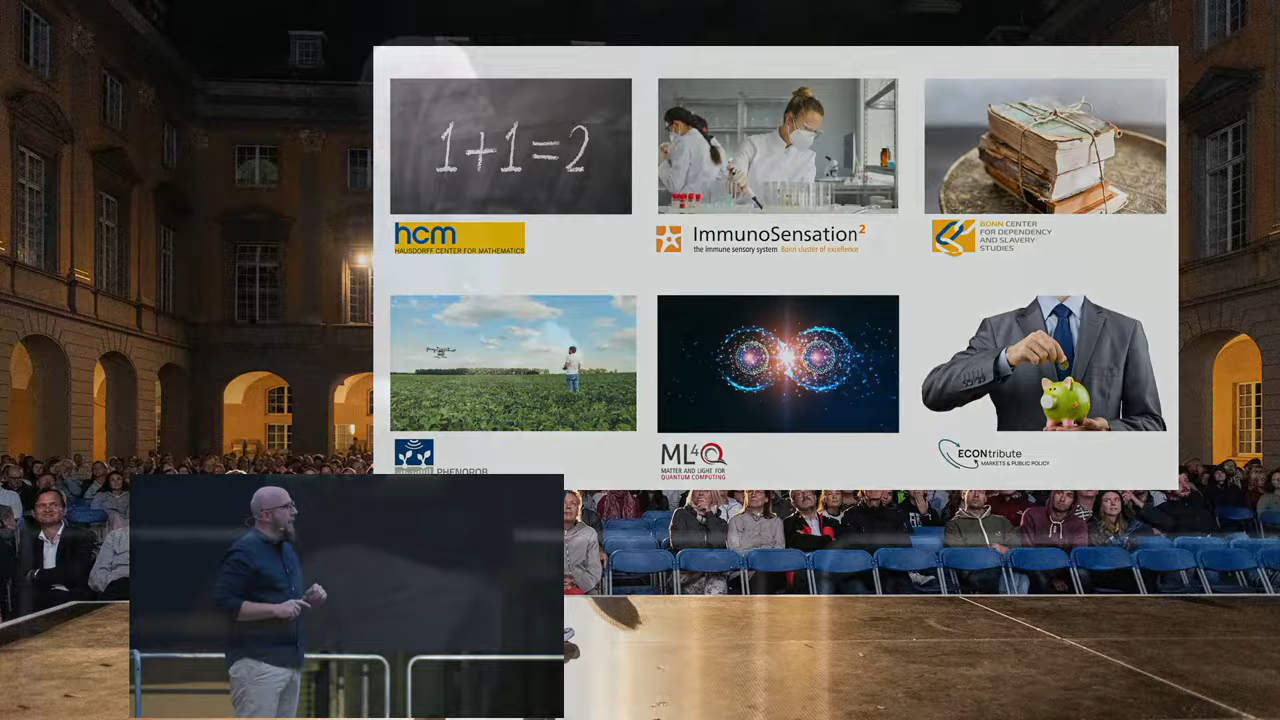 1+1=2
hcm
HAUSDORFF CENTER FOR MATHEMATICS
ImmunoSensation2
the immune sensory system Bonn cluster of excellence
BONN CENTER
FOR DEPENDENCY
AND SLAVERY
STUDIES
PHENOROB
ML4Q
MATTER AND LIGHT FOR
QUANTUM COMPUTING
ECONtribute
MARKETS & PUBLIC POLICY